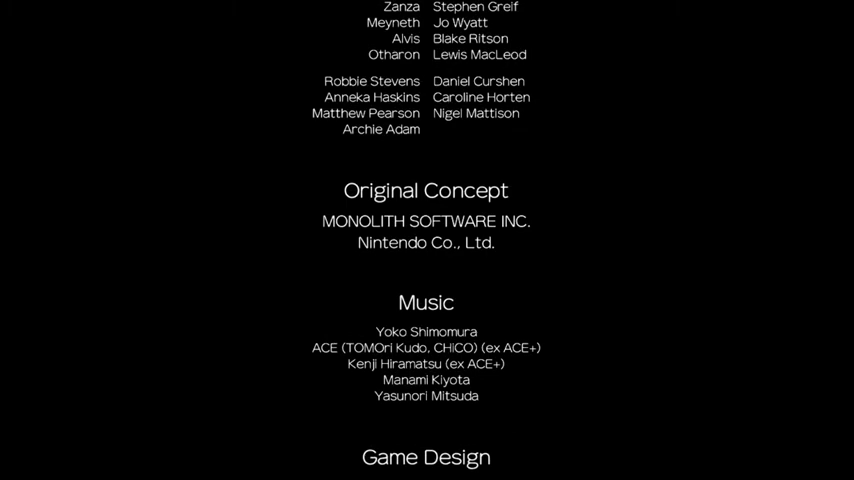 Zanza Stephen Greif
Meyneth Jo Wyatt
Alvis Blake Ritson
Otharon Lewis MacLeod
Robbie Stevens Daniel Curshen
Anneka Haskins Caroline Horten
Matthew Pearson Nigel Mattison
Archie Adam
Original Concept
MONOLITH SOFTWARE INC.
Nintendo Co., Ltd.
Music
Yoko Shimomura
ACE (TOMOri Kudo, CHiCO) (ex ACE+)
Kenji Hiramatsu (ex ACE+)
Manami Kiyota
Yasunori Mitsuda
Game Design